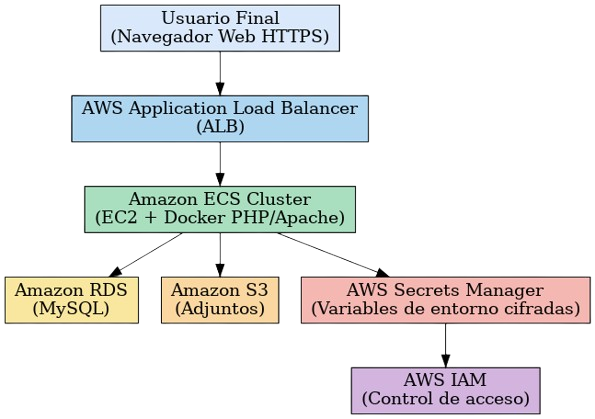 Usuario Final
(Navegador Web HTTPS)
AWS Application Load Balancer
(ALB)
Amazon ECS Cluster
(EC2 + Docker PHP/Apache)
Amazon RDS
(MySQL)
Amazon S3
(Adjuntos)
AWS Secrets Manager
(Variables de entorno cifradas)
AWS IAM
(Control de acceso)